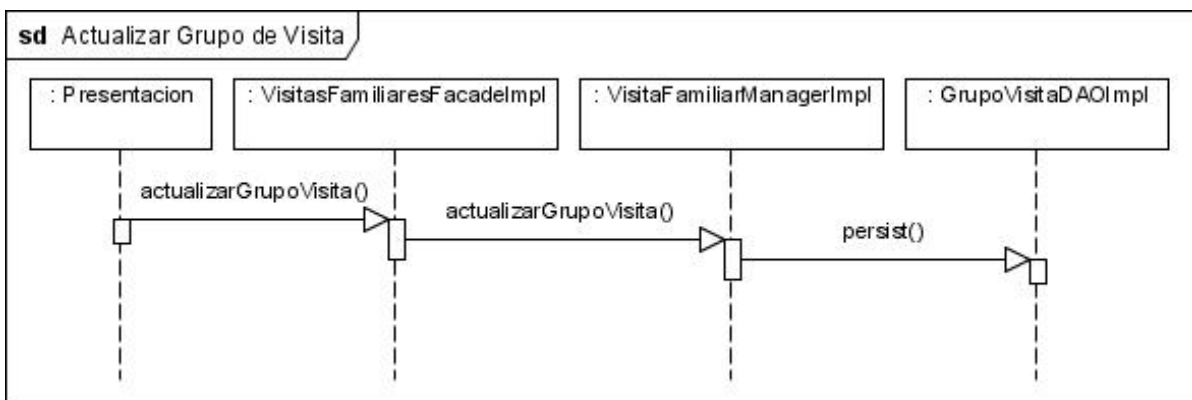 sd Actualizar Grupo de Visita
: Presentacion
: VisitasFamiliaresFacadeImpl
: VisitaFamiliarManagerImpl
: GrupoVisitaDAOImpl
actualizarGrupoVisita()
actualizarGrupoVisita()
persist()